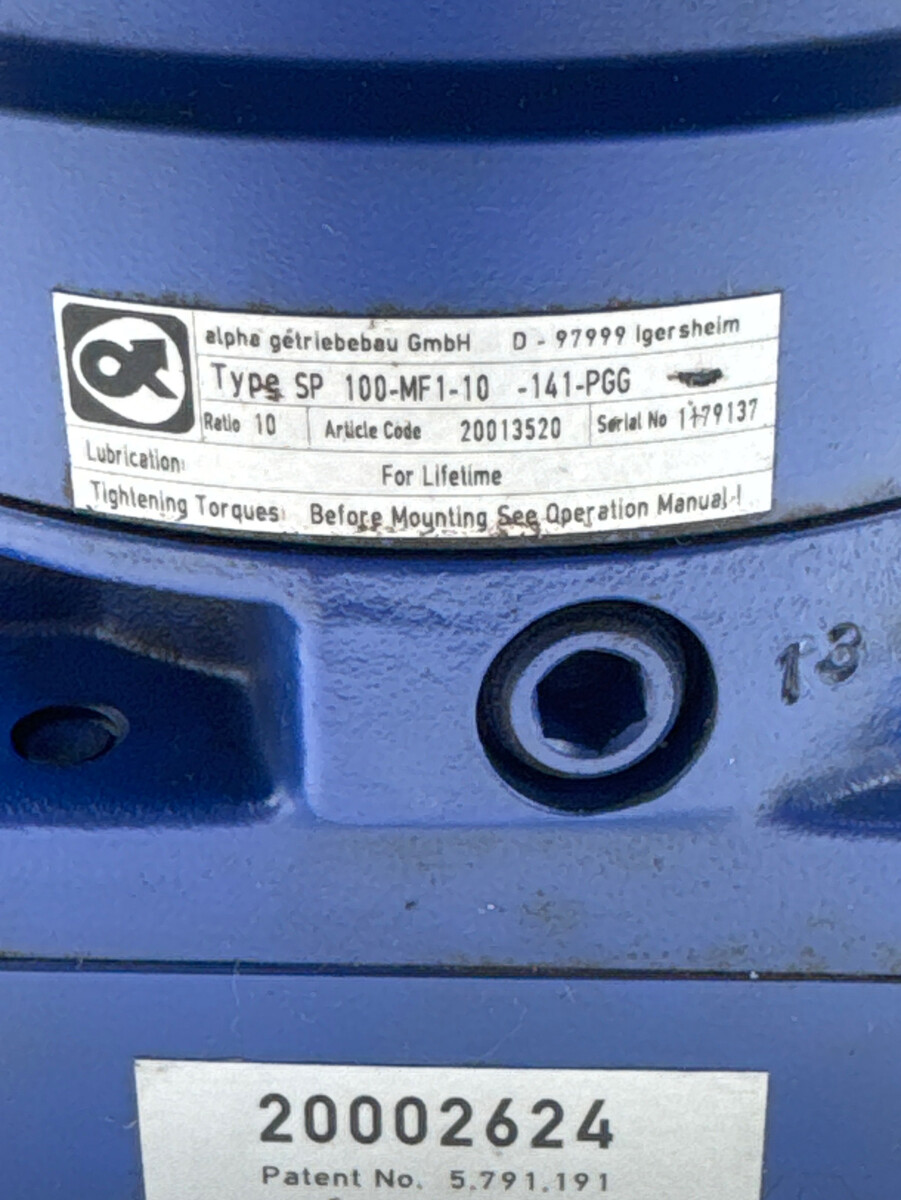 alpha getriebebau GmbH D - 97999 Igersheim
Type SP 100-MF1-10 -141-PGG
Ratio 10 Article Code 20013520 Serial No 1179137
Lubrication: For Lifetime
Tightening Torques: Before Mounting See Operation Manual !
13
20002624
Patent No. 5.791.191